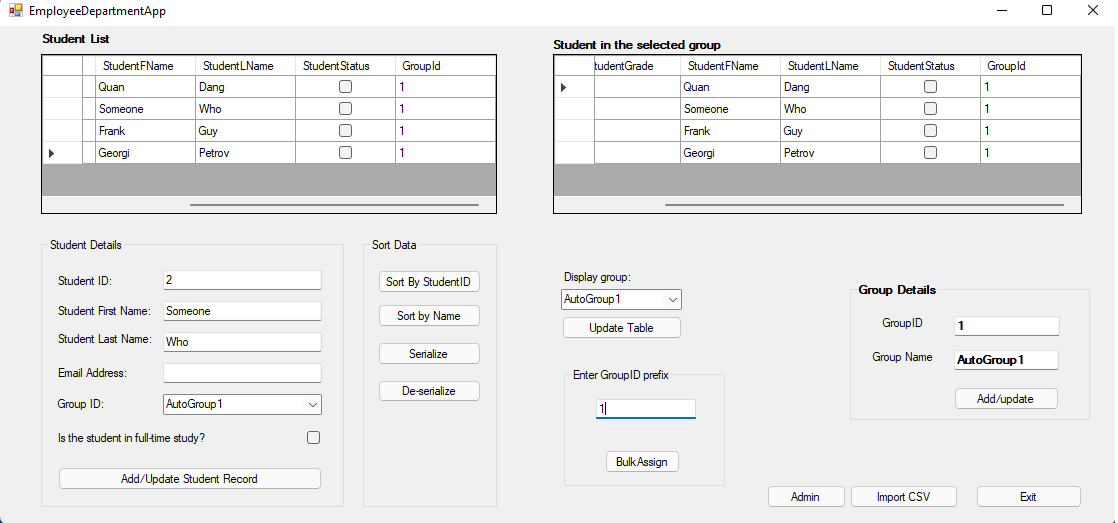 EmployeeDepartmentApp
Student List
StudentFName StudentLName StudentStatus GroupId
Quan Dang 1
Someone Who 1
Frank Guy 1
Georgi Petrov 1
Student in the selected group
tudentGrade StudentFName StudentLName StudentStatus GroupId
Quan Dang 1
Someone Who 1
Frank Guy 1
Georgi Petrov 1
Student Details
Student ID: 2
Student First Name: Someone
Student Last Name: Who
Email Address:
Group ID: AutoGroup1
Is the student in full-time study?
Add/Update Student Record
Sort Data
Sort By StudentID
Sort by Name
Serialize
De-serialize
Display group:
AutoGroup1
Update Table
Enter GroupID prefix
1
Bulk Assign
Group Details
GroupID 1
Group Name AutoGroup1
Add/update
Admin Import CSV Exit